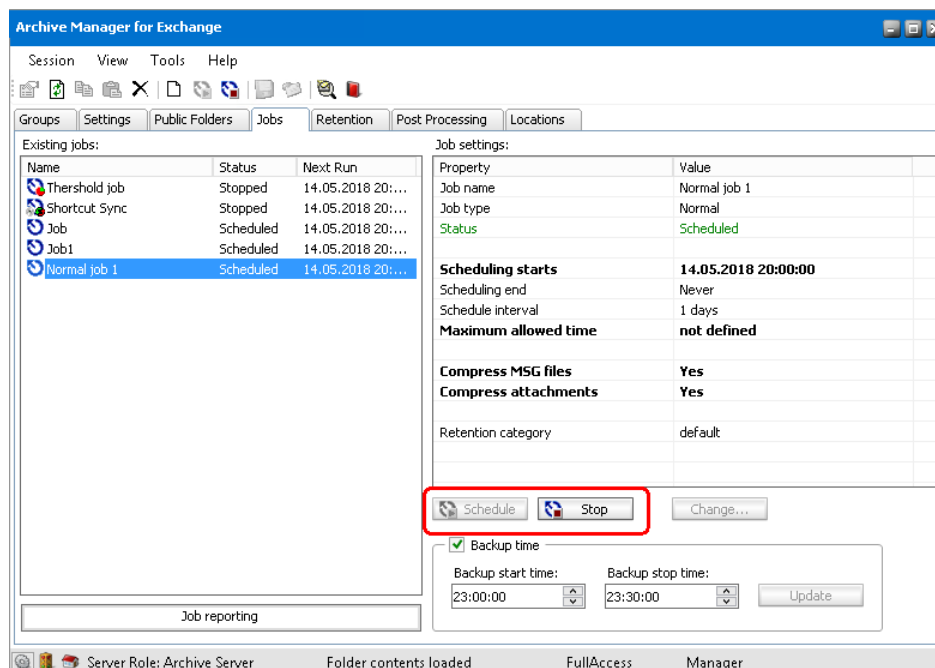 Archive Manager for Exchange
Session View Tools Help
Groups Settings Public Folders Jobs Retention Post Processing Locations
Existing jobs:
Name Status Next Run
Thershold job Stopped 14.05.2018 20:...
Shortcut Sync Stopped 14.05.2018 20:...
Job Scheduled 14.05.2018 20:...
Job1 Scheduled 14.05.2018 20:...
Normal job 1 Scheduled 14.05.2018 20:...
Job reporting
Job settings:
Property Value
Job name Normal job 1
Job type Normal
Status Scheduled
Scheduling starts 14.05.2018 20:00:00
Scheduling end Never
Schedule interval 1 days
Maximum allowed time not defined
Compress MSG files Yes
Compress attachments Yes
Retention category default
Schedule Stop Change...
Backup time
Backup start time: Backup stop time:
23:00:00 23:30:00 Update
Server Role: Archive Server Folder contents loaded FullAccess Manager